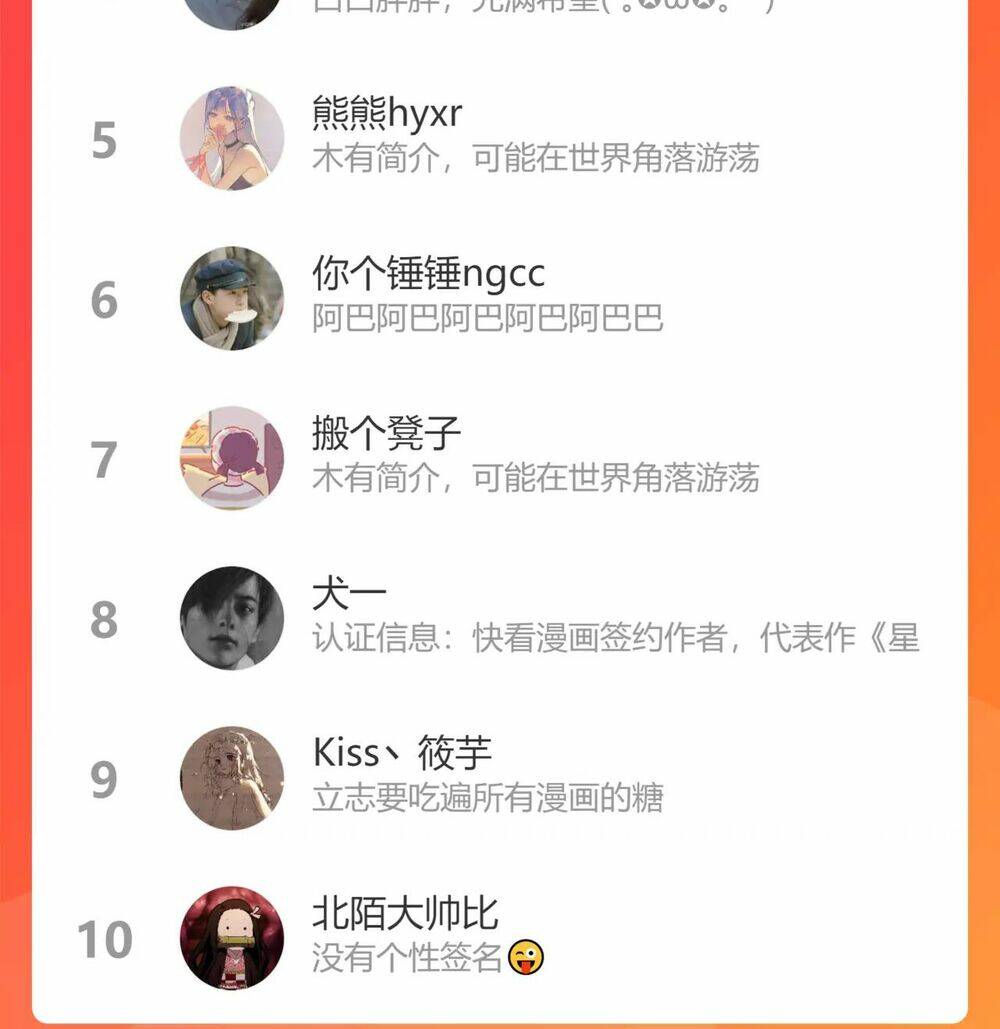 5
熊熊hyxr
木有简介，可能在世界角落游荡
6
你个锤锤ngcc
阿巴阿巴阿巴阿巴阿巴巴
7
搬个凳子
木有简介，可能在世界角落游荡
8
犬一
认证信息：快看漫画签约作者，代表作《星
9
Kiss丶筱芋
立志要吃遍所有漫画的糖
10
北陌大帅比
没有个性签名😜